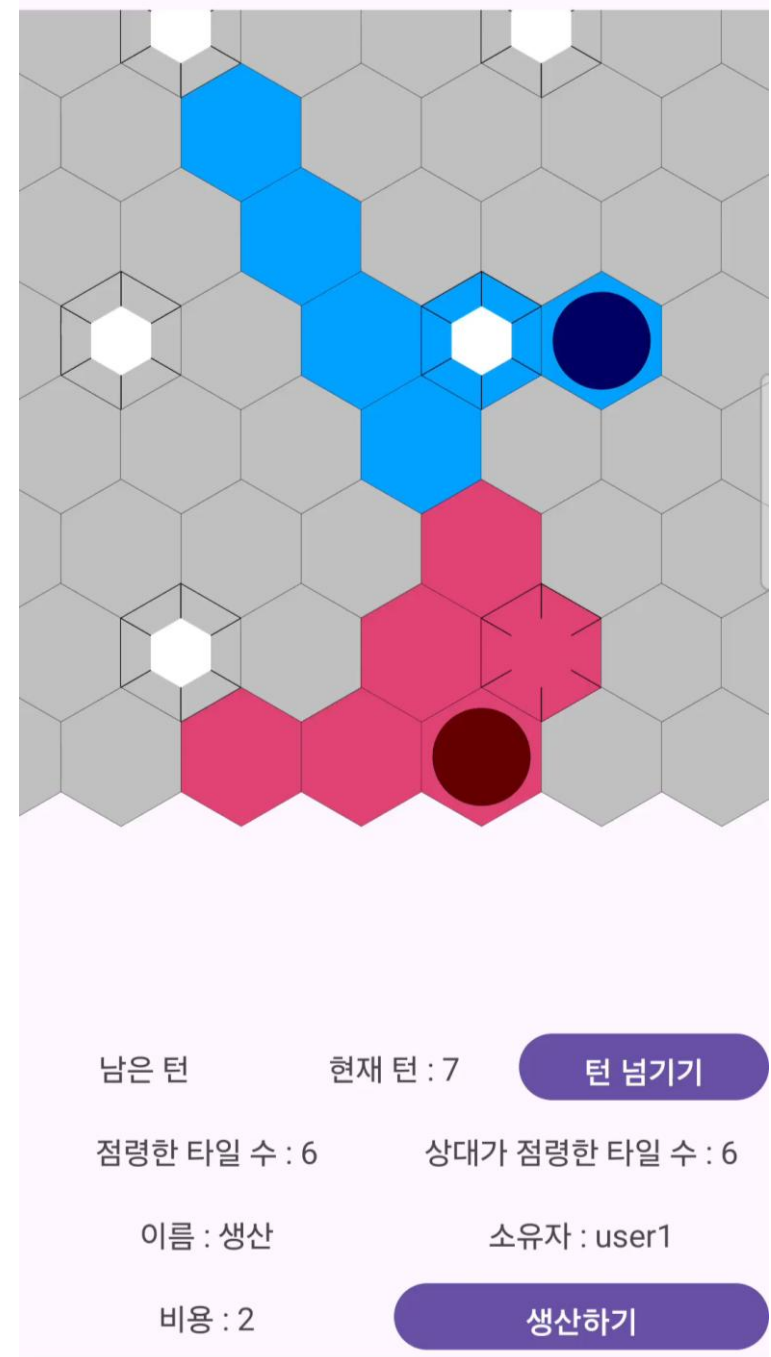 남은 턴 현재 턴 : 7 턴 넘기기
점령한 타일 수 : 6 상대가 점령한 타일 수 : 6
이름 : 생산 소유자 : user1
비용 : 2 생산하기